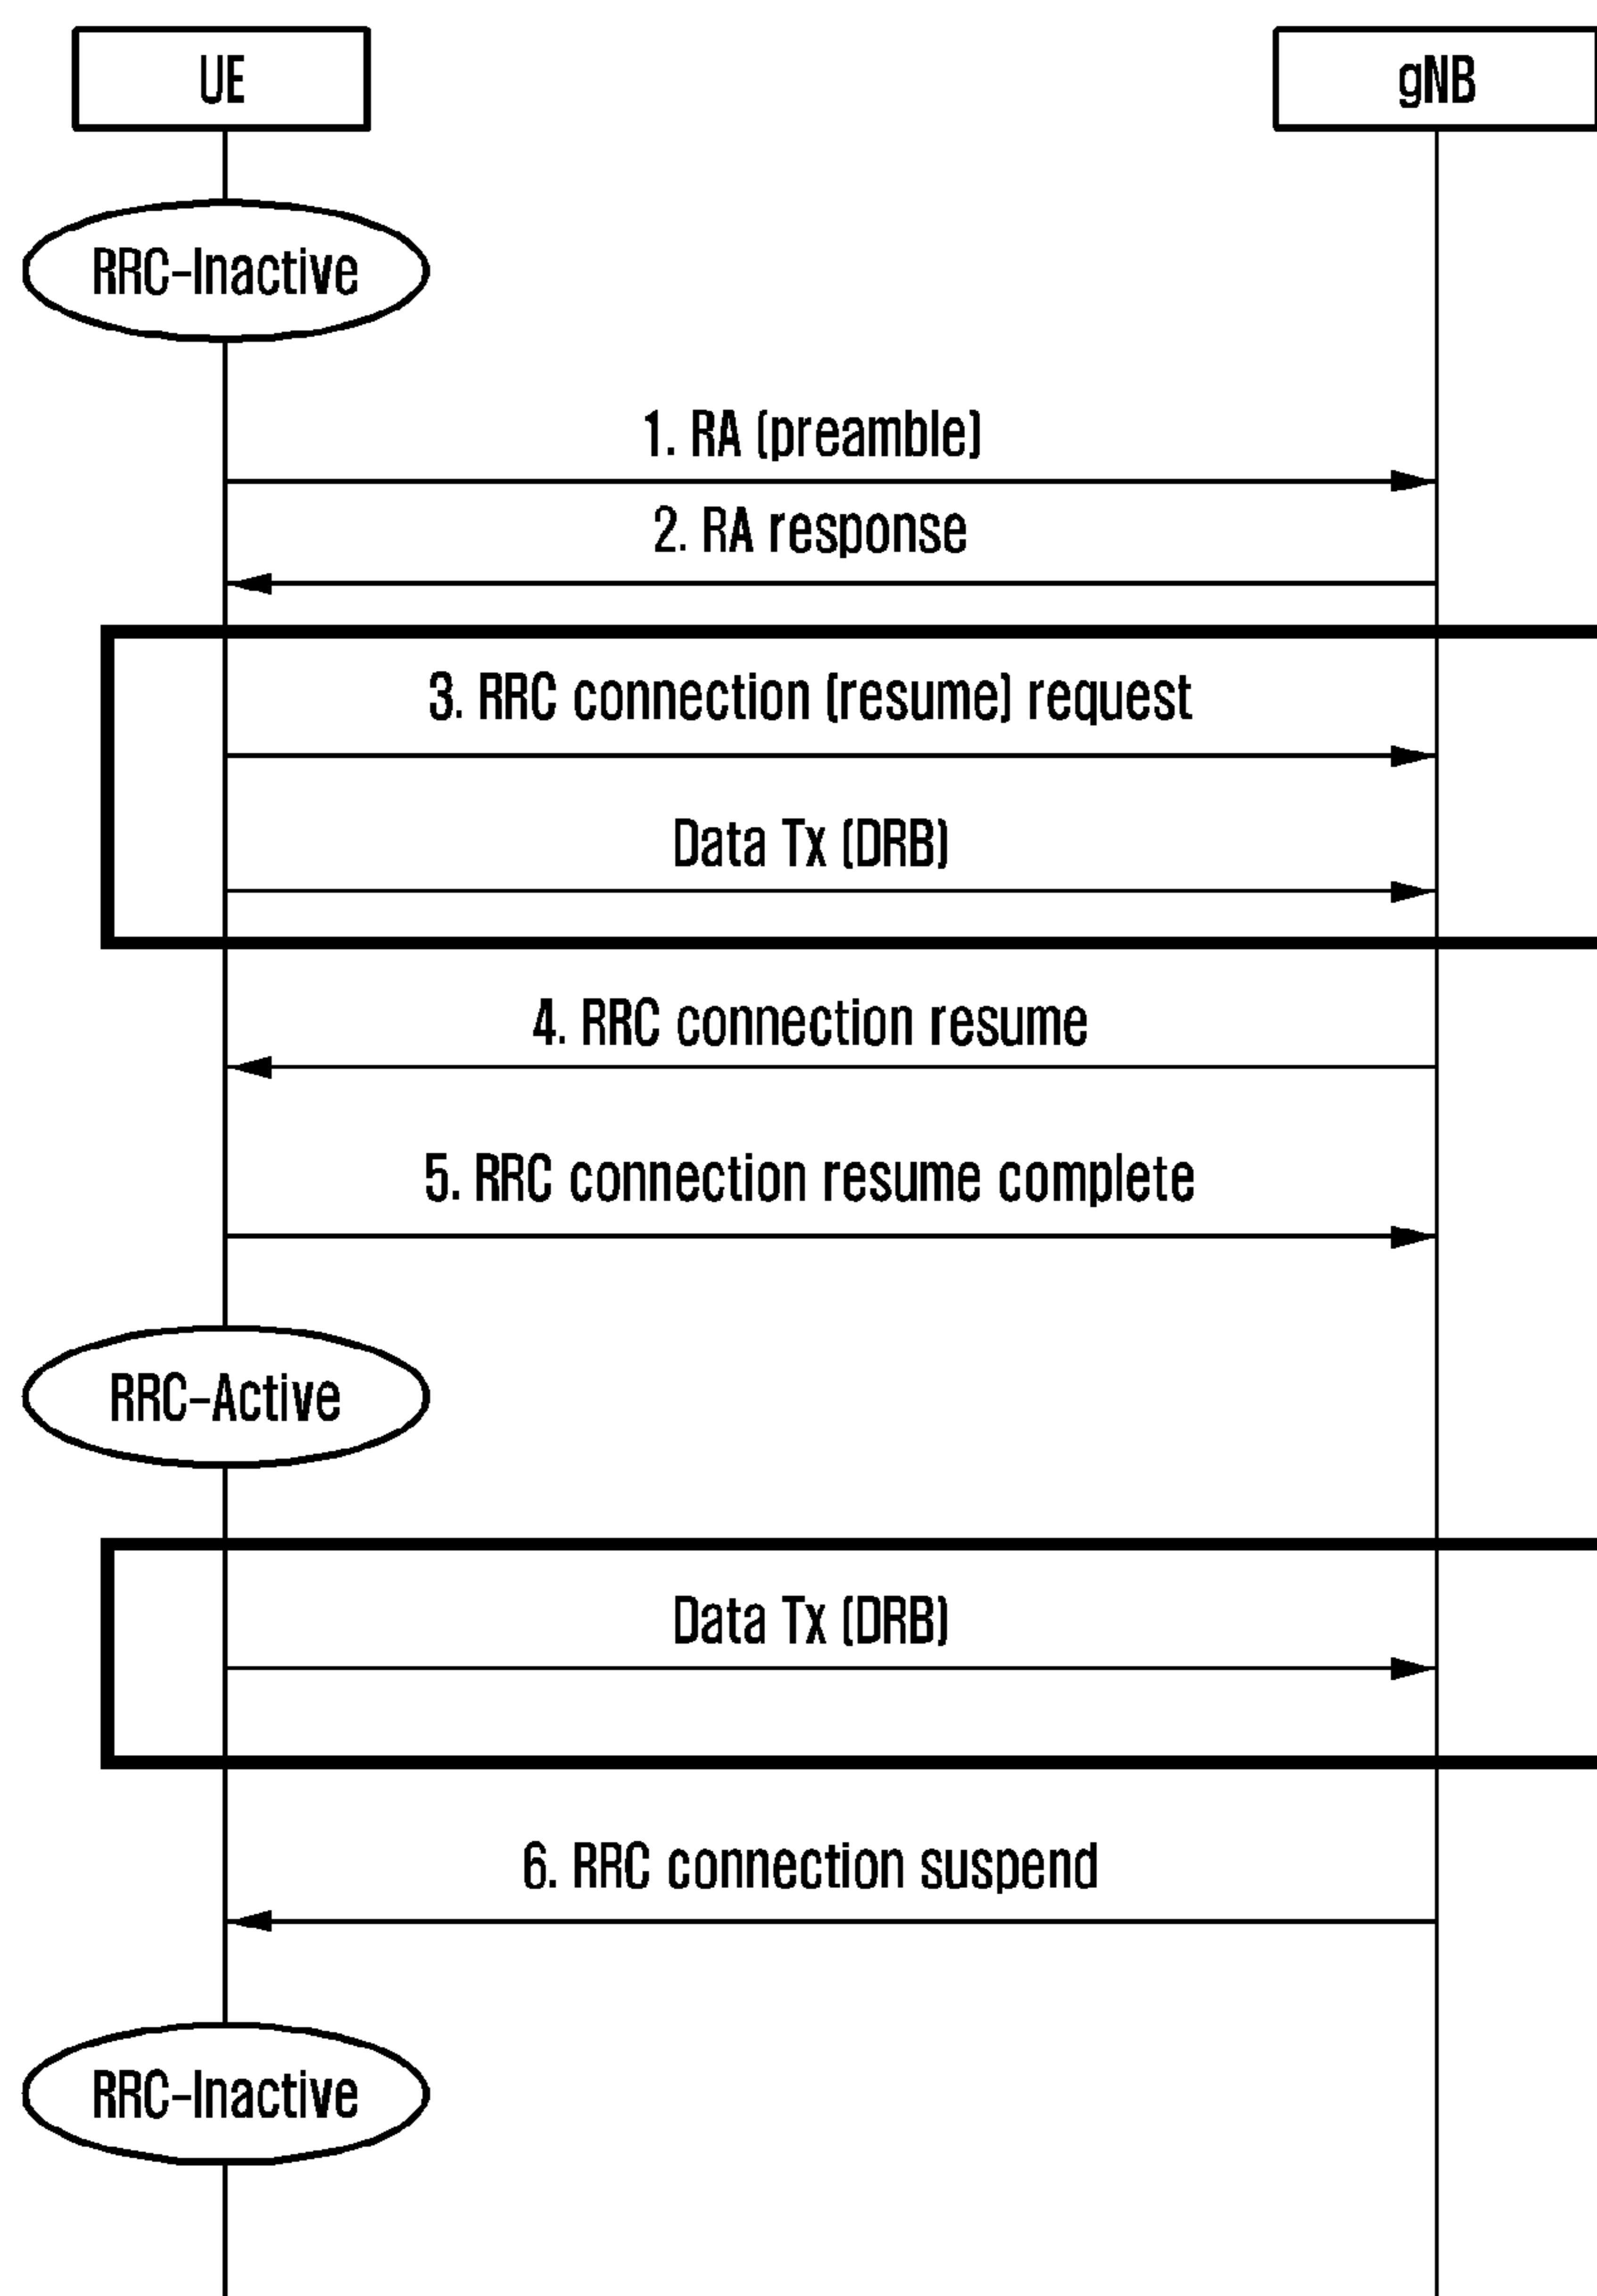 UE
gNB
RRC-Inactive
1. RA (preamble)
2. RA response
3. RRC connection (resume) request
Data Tx (DRB)
4. RRC connection resume
5. RRC connection resume complete
RRC-Active
Data Tx (DRB)
6. RRC connection suspend
RRC-Inactive